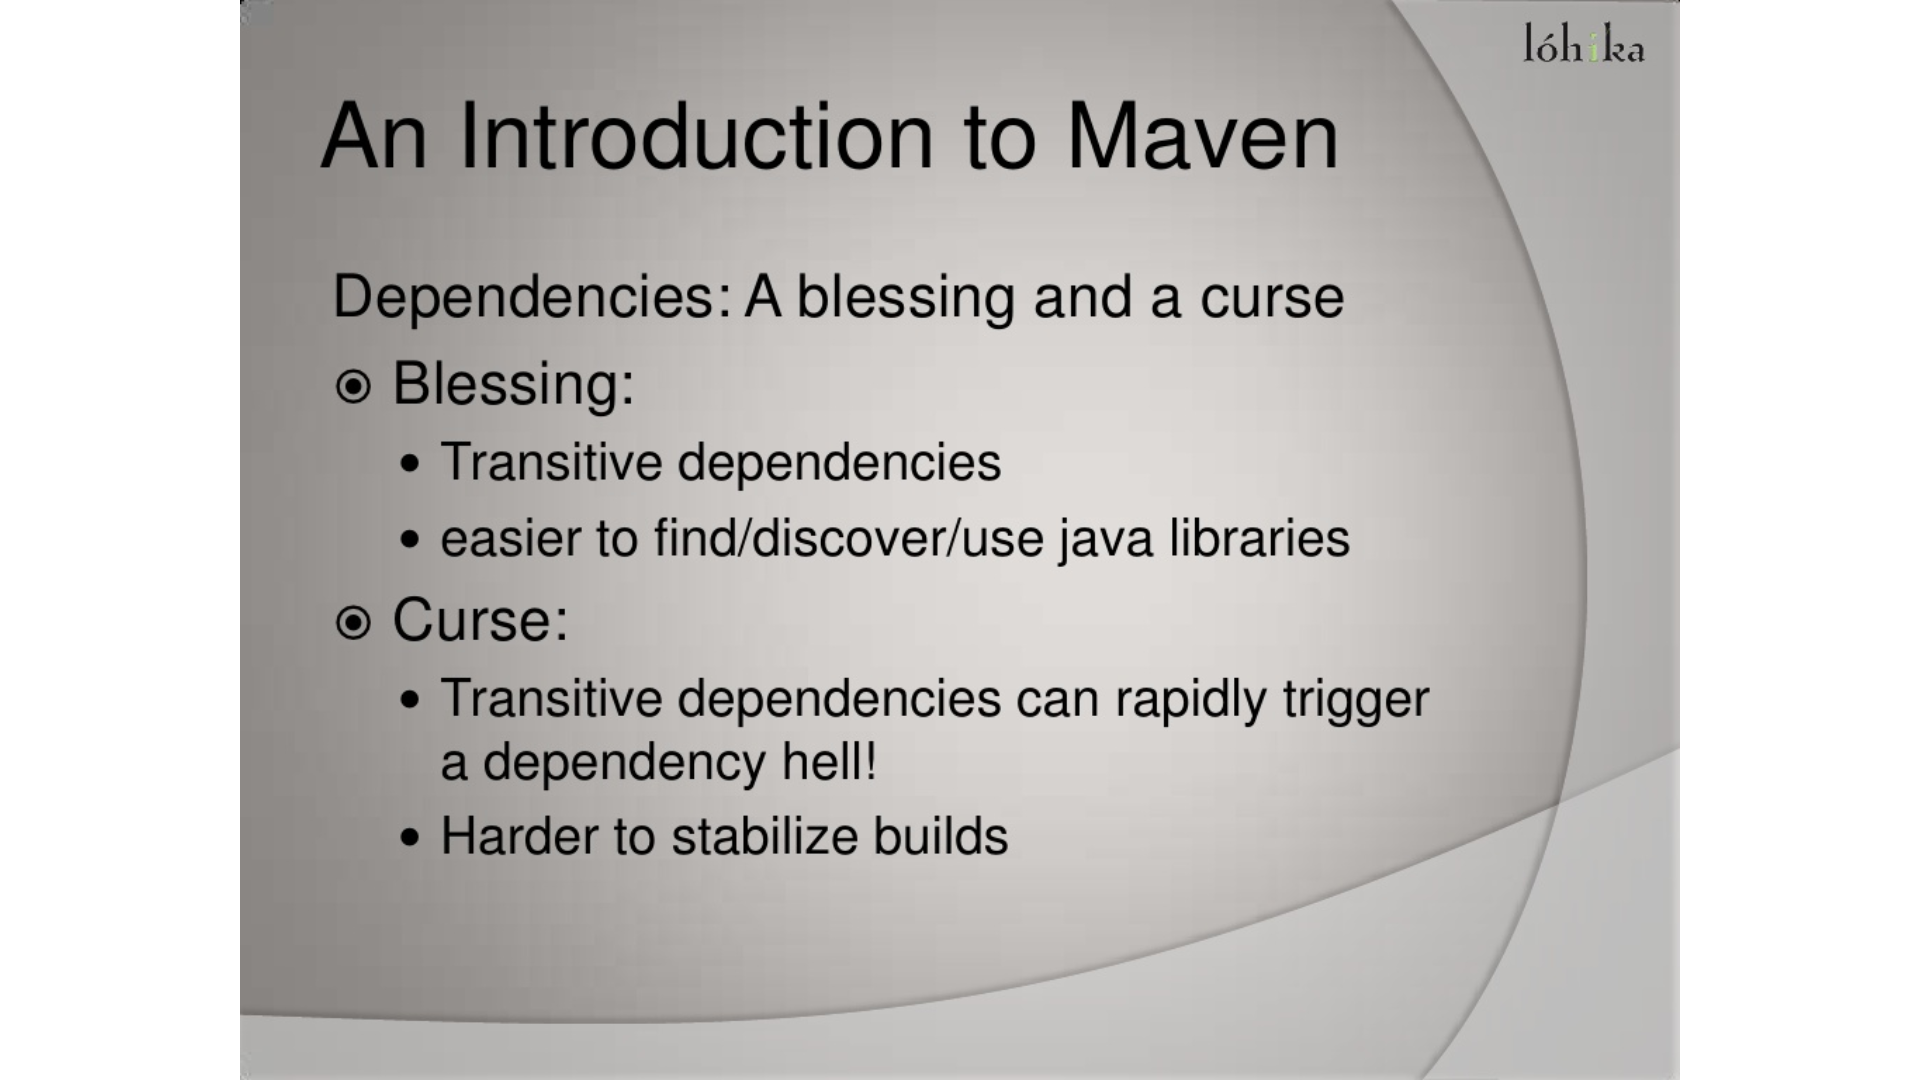 lóhika
An Introduction to Maven
Dependencies: A blessing and a curse
Blessing:
• Transitive dependencies
• easier to find/discover/use java libraries
Curse:
• Transitive dependencies can rapidly trigger
a dependency hell!
• Harder to stabilize builds